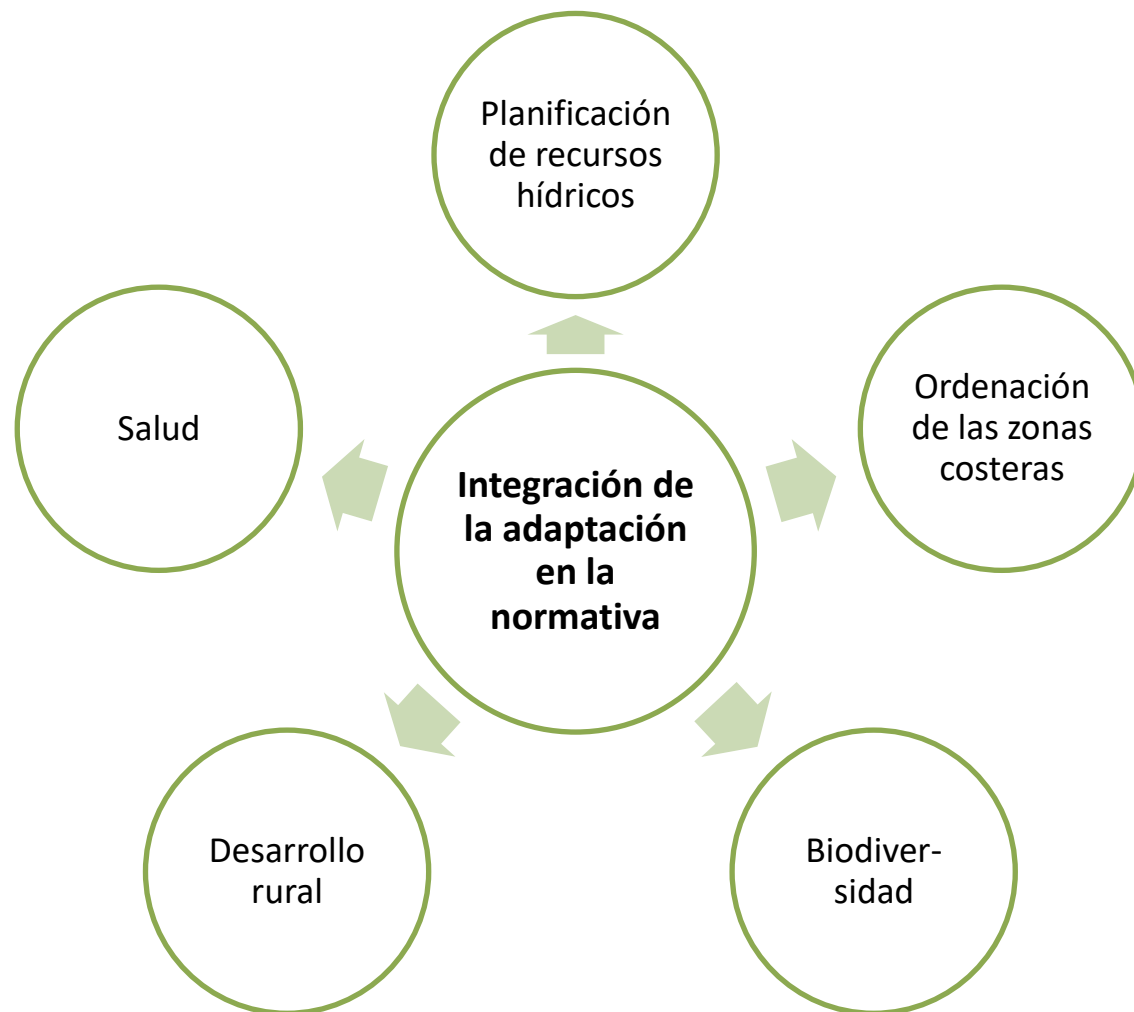 Planificación
de recursos
hídricos
Ordenación
de las zonas
costeras
Salud
Integración de
la adaptación
en la
normativa
Desarrollo
rural
Biodiver-
sidad